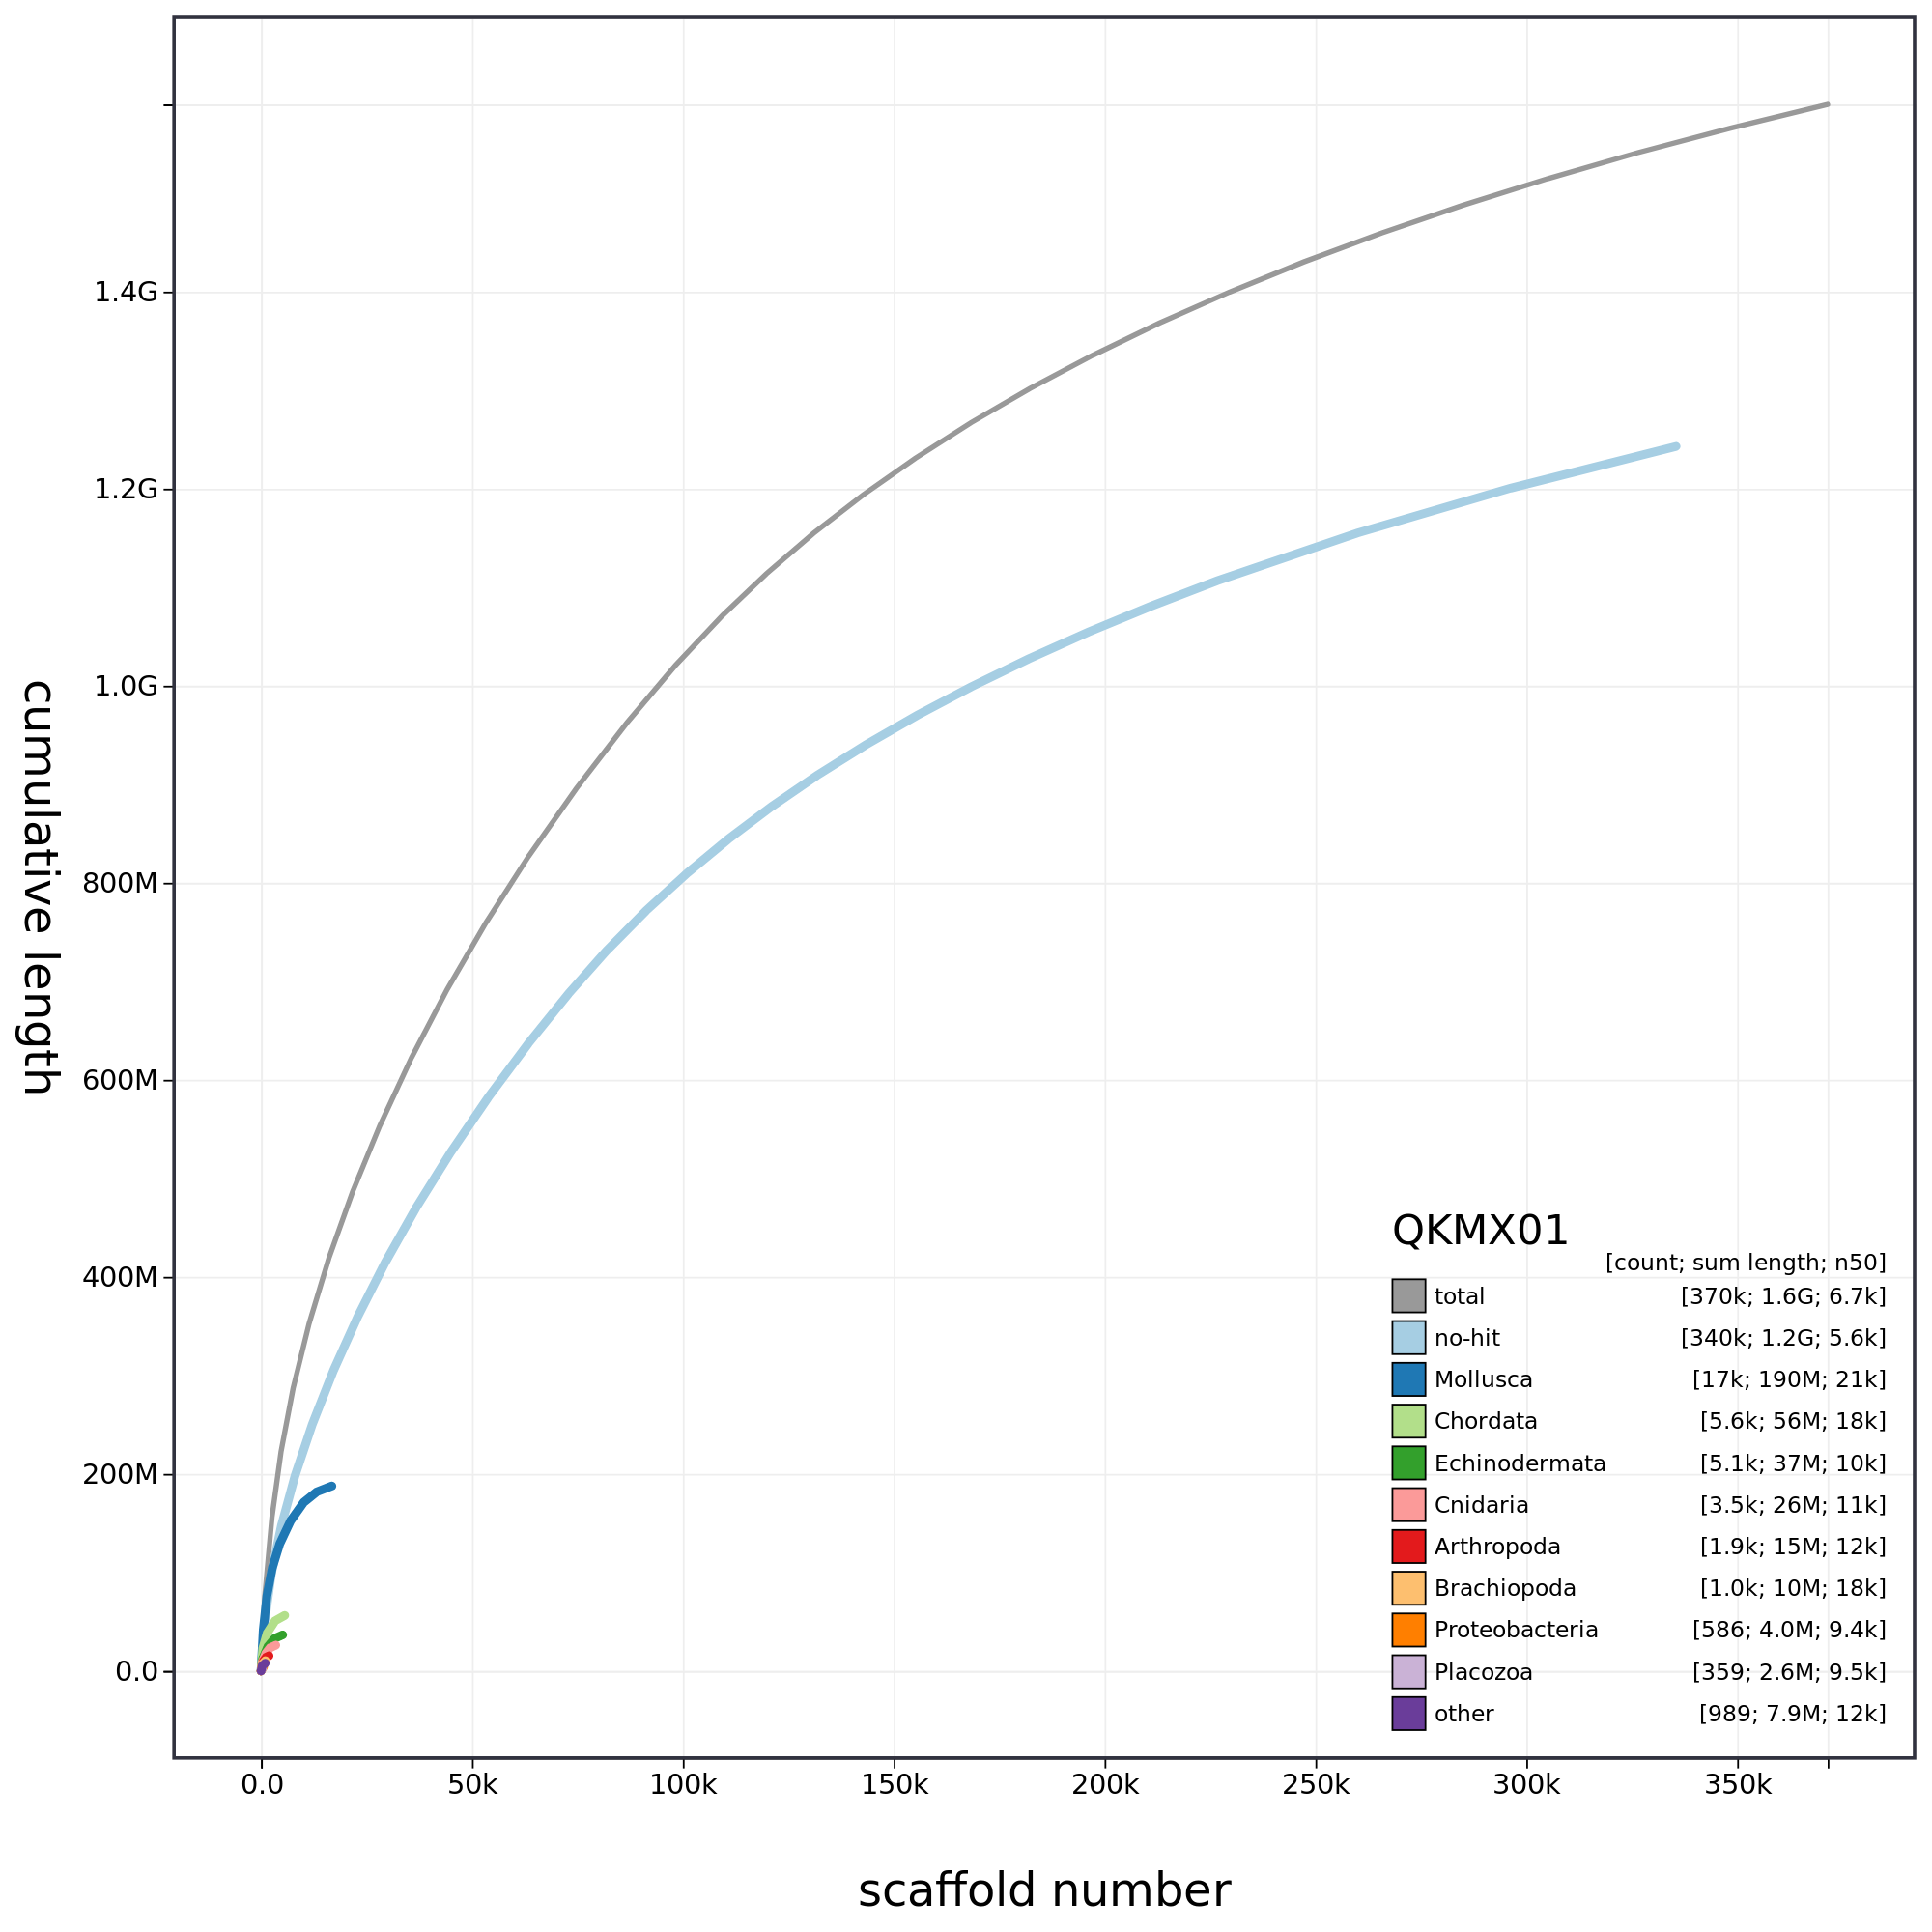 1.4G
1.2G
1.0G
800M
600M
400M
200M
0.0
cumulative length
QKMX01
[count; sum length; n50]
total [370k; 1.6G; 6.7k]
no-hit [340k; 1.2G; 5.6k]
Mollusca [17k; 190M; 21k]
Chordata [5.6k; 56M; 18k]
Echinodermata [5.1k; 37M; 10k]
Cnidaria [3.5k; 26M; 11k]
Arthropoda [1.9k; 15M; 12k]
Brachiopoda [1.0k; 10M; 18k]
Proteobacteria [586; 4.0M; 9.4k]
Placozoa [359; 2.6M; 9.5k]
other [989; 7.9M; 12k]
0.0 50k 100k 150k 200k 250k 300k 350k
scaffold number